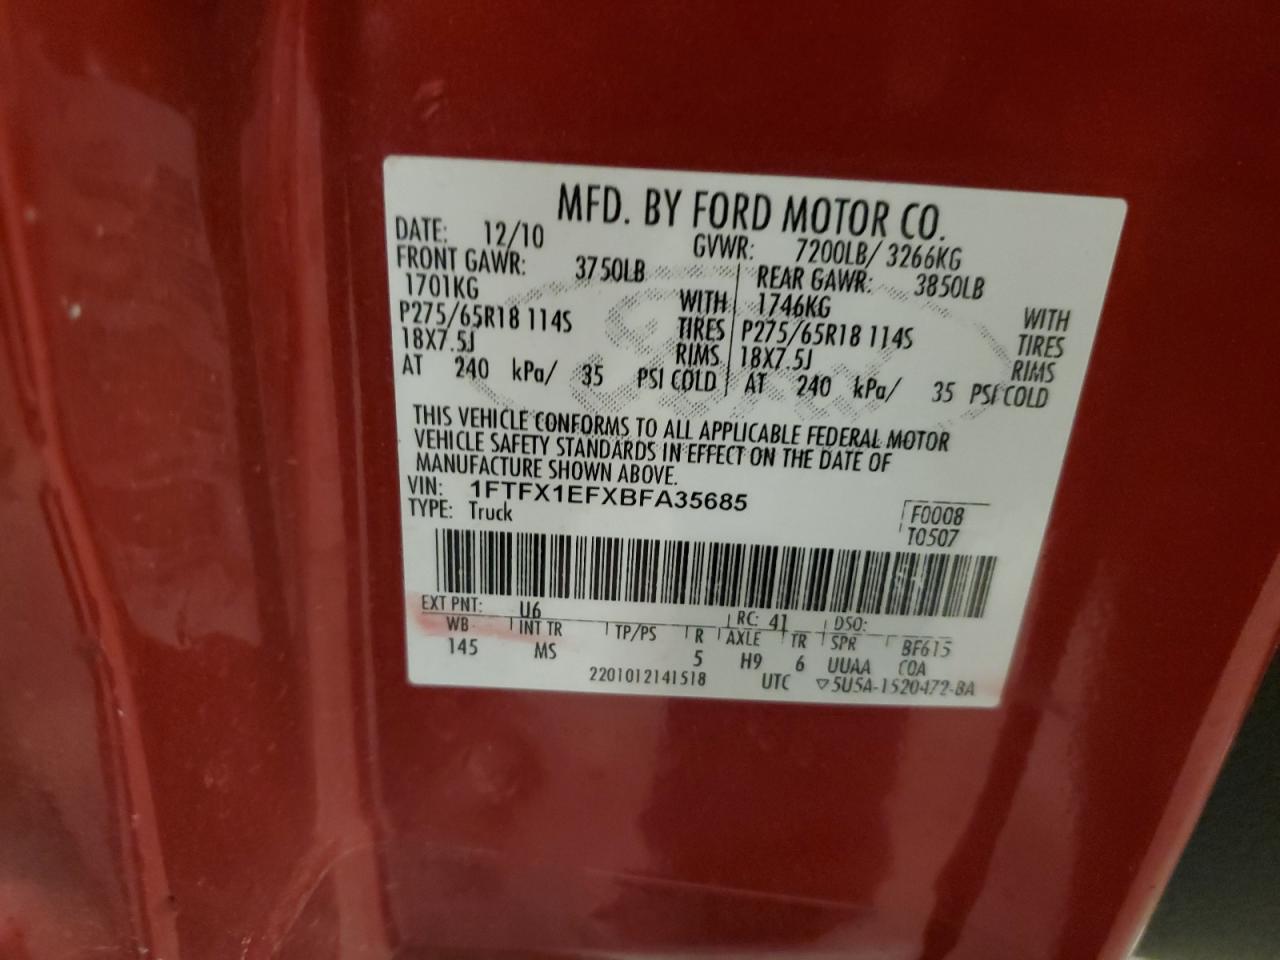 MFD. BY FORD MOTOR CO.
DATE: 12/10 GVWR: 7200LB/ 3266KG
FRONT GAWR: 3750LB REAR GAWR: 3850LB
1701KG WITH 1746KG WITH
P275/65R18 114S TIRES P275/65R18 114S TIRES
18X7.5J RIMS 18X7.5J RIMS
AT 240 kPa/ 35 PSI COLD AT 240 kPa/ 35 PSI COLD
THIS VEHICLE CONFORMS TO ALL APPLICABLE FEDERAL MOTOR
VEHICLE SAFETY STANDARDS IN EFFECT ON THE DATE OF
MANUFACTURE SHOWN ABOVE.
VIN: 1FTFX1EFXBFA35685
TYPE: Truck F0008
T0507
EXT PNT: U6 RC: 41 DSO:
WB INT TR TP/PS R AXLE TR SPR BF615
145 MS 5 H9 6 UUAA COA
2201012141518 UTC ▽5U5A-1520472-BA